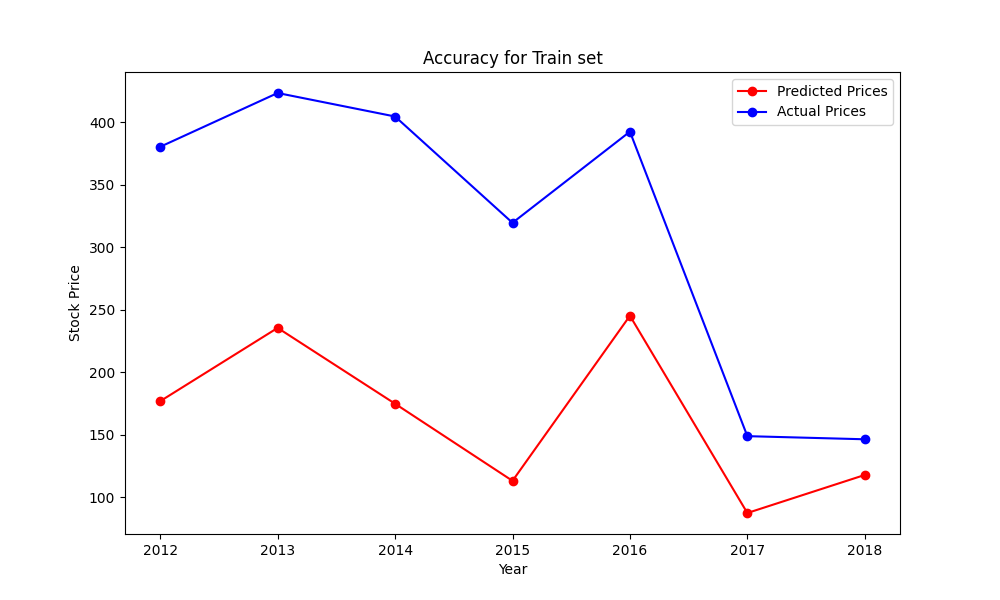 Accuracy for Train set
Predicted Prices
Actual Prices
400
350
300
250
200
150
100
Stock Price
2012 2013 2014 2015 2016 2017 2018
Year